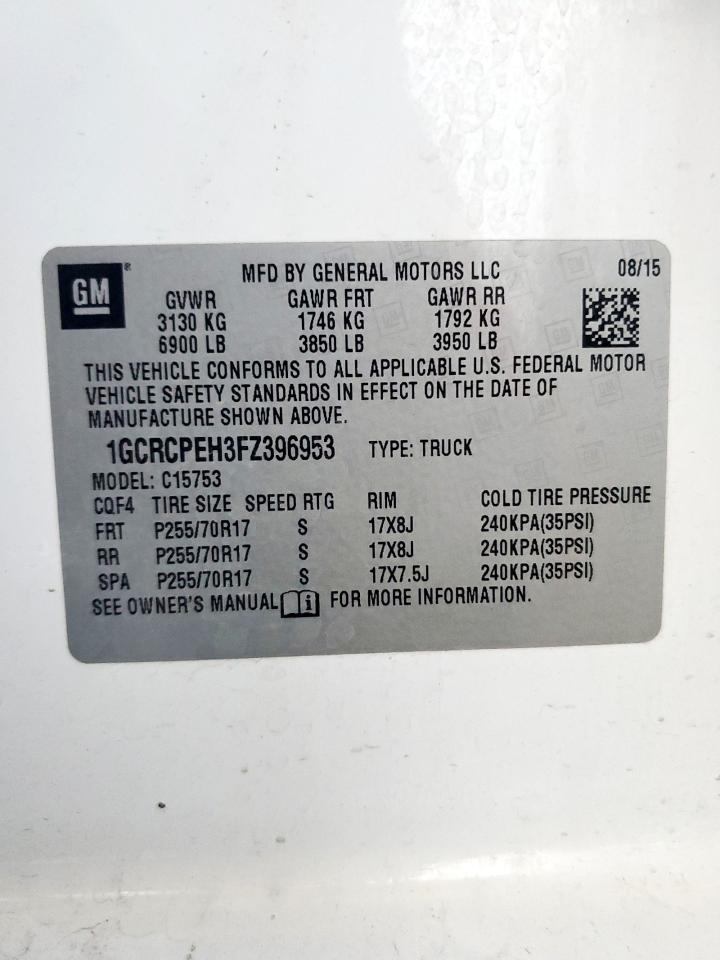 GM® MFD BY GENERAL MOTORS LLC 08/15
GVWR GAWR FRT GAWR RR
3130 KG 1746 KG 1792 KG
6900 LB 3850 LB 3950 LB
THIS VEHICLE CONFORMS TO ALL APPLICABLE U.S. FEDERAL MOTOR
VEHICLE SAFETY STANDARDS IN EFFECT ON THE DATE OF
MANUFACTURE SHOWN ABOVE.
1GCRCPEH3FZ396953 TYPE: TRUCK
MODEL: C15753
CQF4 TIRE SIZE SPEED RTG RIM COLD TIRE PRESSURE
FRT P255/70R17 S 17X8J 240KPA(35PSI)
RR P255/70R17 S 17X8J 240KPA(35PSI)
SPA P255/70R17 S 17X7.5J 240KPA(35PSI)
SEE OWNER'S MANUAL i FOR MORE INFORMATION.